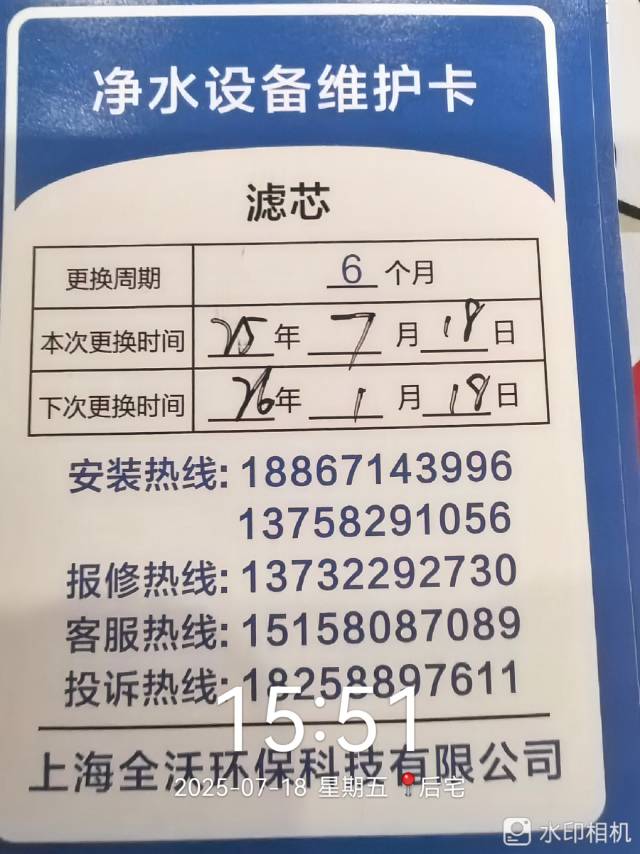 净水设备维护卡
滤芯
更换周期 6 个月
本次更换时间 25年 7 月 18 日
下次更换时间 26年 1 月 18 日
安装热线: 18867143996
13758291056
报修热线: 13732292730
客服热线: 15158087089
投诉热线: 18258897611
15:51
上海全沃环保科技有限公司
2025-07-18 星期五 📍后宅
水印相机